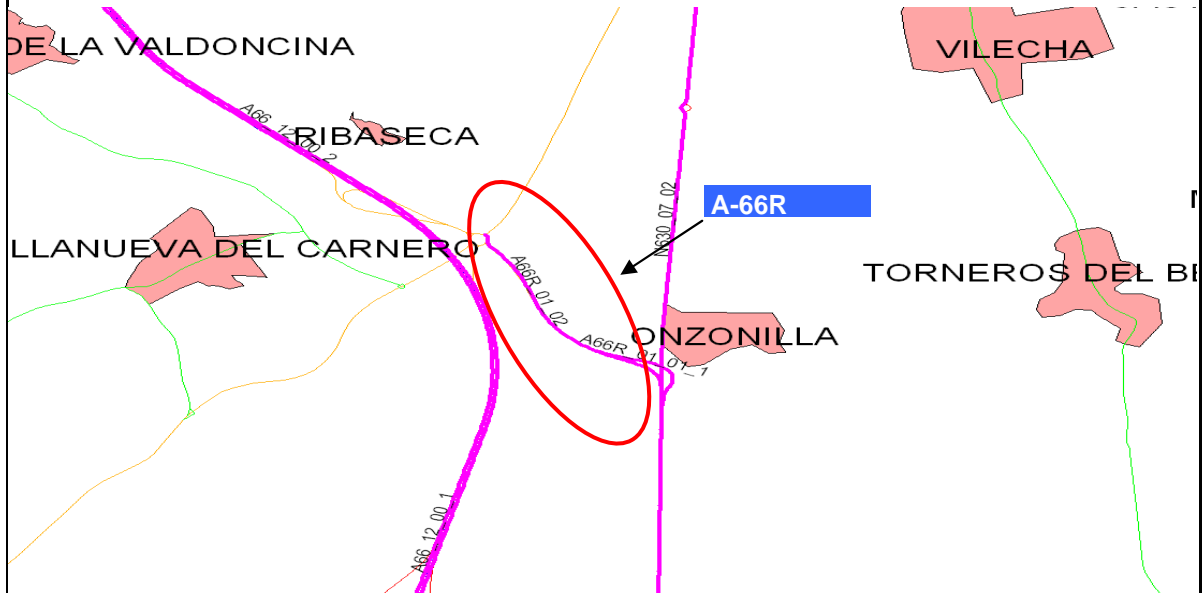 DE LA VALDONCINA
VILECHA
A66_12_00_2
RIBASECA
N630_07_02
A-66R
LLANUEVA DEL CARNERO
A66R_01_02
TORNEROS DEL BE
A66R_01_01_1
ONZONILLA
A66_12_00_1